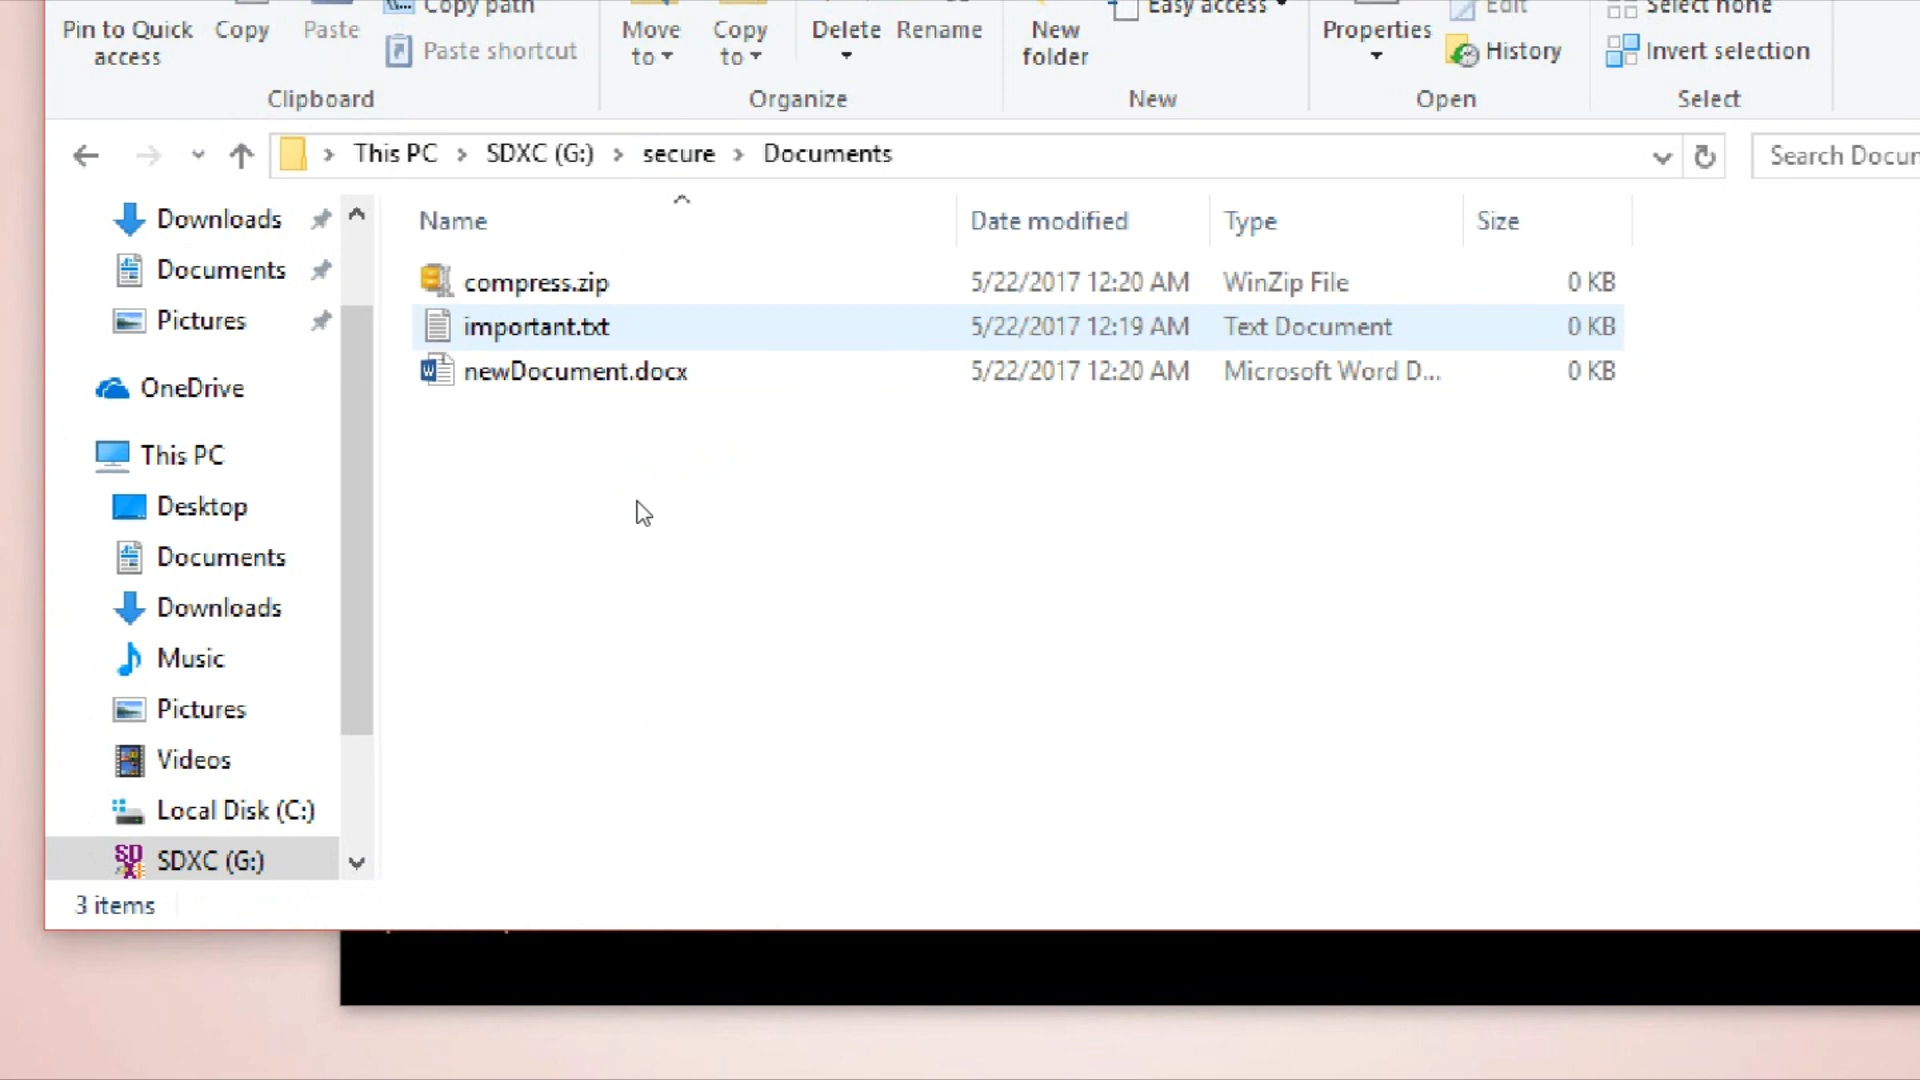 Copy path
Easy access
Edit
Select none
Pin to Quick access
Copy
Paste
Paste shortcut
Move to
Copy to
Delete
Rename
New folder
Properties
History
Invert selection
Clipboard
Organize
New
Open
Select
This PC > SDXC (G:) > secure > Documents
Search Docu
Name
Date modified
Type
Size
compress.zip 5/22/2017 12:20 AM WinZip File 0 KB
important.txt 5/22/2017 12:19 AM Text Document 0 KB
newDocument.docx 5/22/2017 12:20 AM Microsoft Word D... 0 KB
Downloads
Documents
Pictures
OneDrive
This PC
Desktop
Documents
Downloads
Music
Pictures
Videos
Local Disk (C:)
SDXC (G:)
3 items